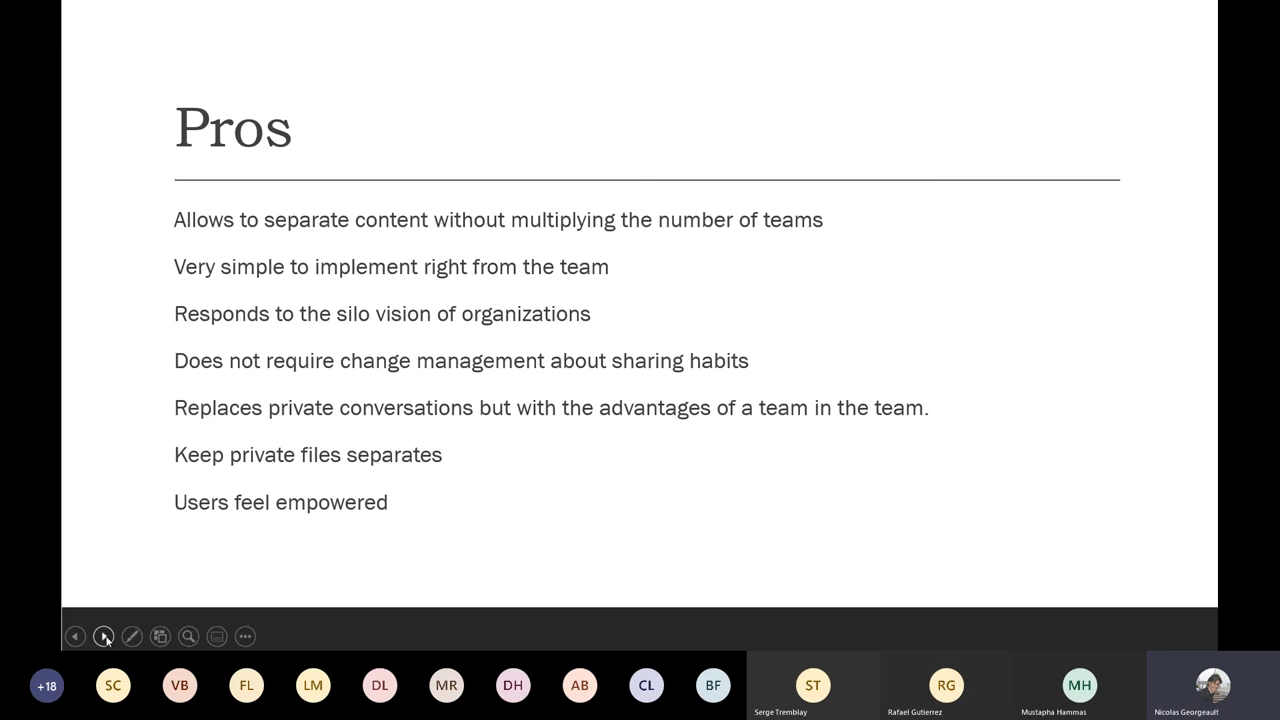 Pros
Allows to separate content without multiplying the number of teams
Very simple to implement right from the team
Responds to the silo vision of organizations
Does not require change management about sharing habits
Replaces private conversations but with the advantages of a team in the team.
Keep private files separates
Users feel empowered
+18
SC
VB
FL
LM
DL
MR
DH
AB
CL
BF
ST
RG
MH
Serge Tremblay
Rafael Gutierrez
Mustapha Hammas
Nicolas Georgeault